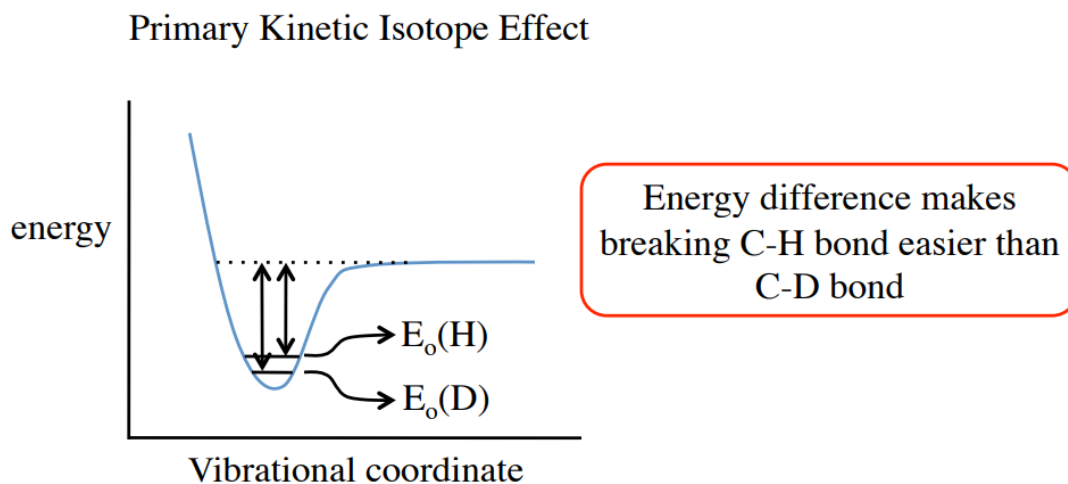 Primary Kinetic Isotope Effect
energy
Energy difference makes
breaking C-H bond easier than
C-D bond
Eₒ(H)
Eₒ(D)
Vibrational coordinate